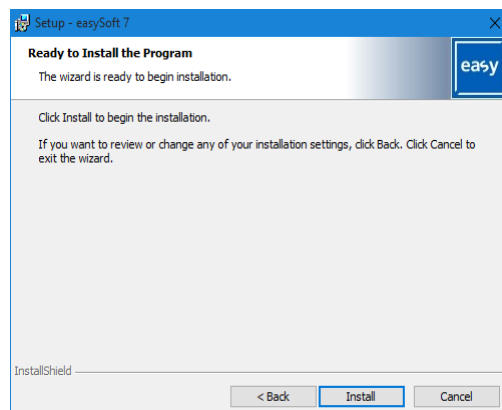 Setup - easySoft 7
Ready to Install the Program
The wizard is ready to begin installation.
easy
Click Install to begin the installation.
If you want to review or change any of your installation settings, click Back. Click Cancel to
exit the wizard.
InstallShield
< Back
Install
Cancel